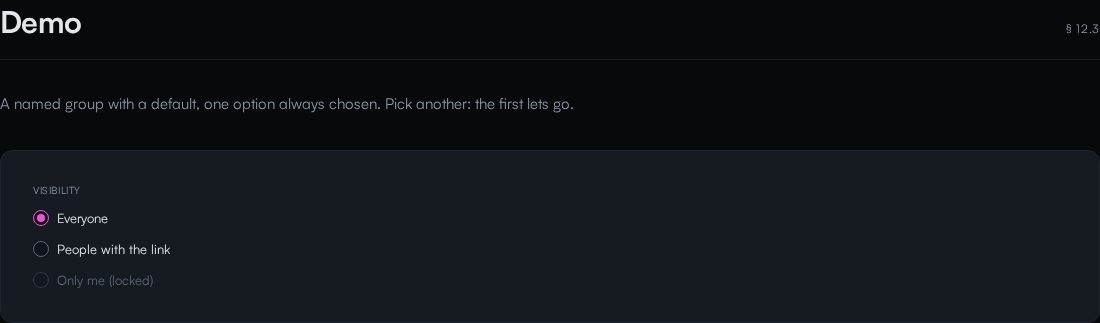 Demo
§ 12.3
A named group with a default, one option always chosen. Pick another: the first lets go.
VISIBILITY
Everyone
People with the link
Only me (locked)